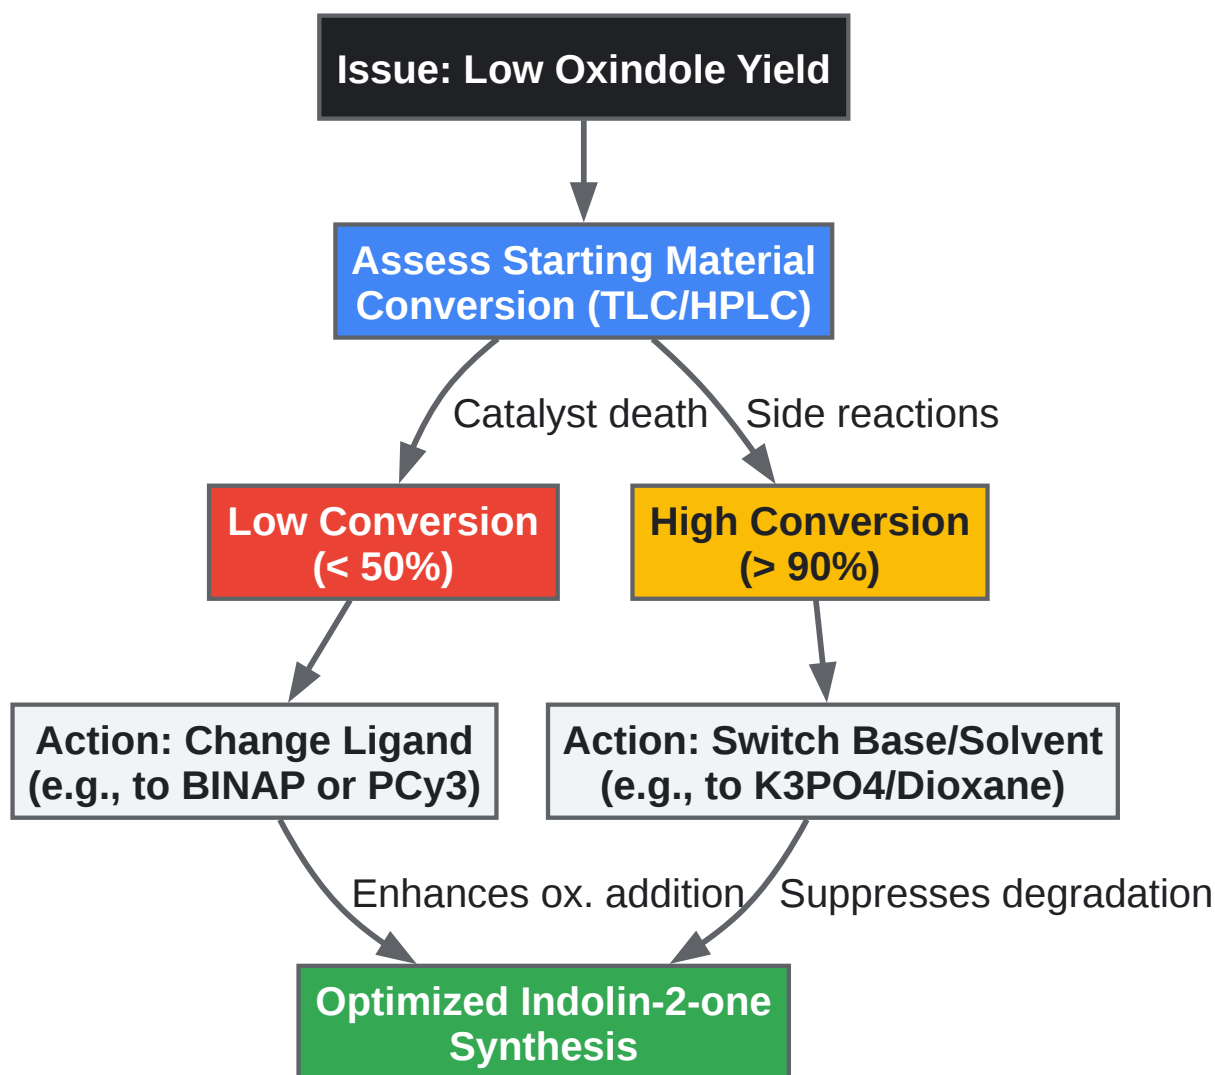 Issue: Low Oxindole Yield
Assess Starting Material
Conversion (TLC/HPLC)
Catalyst death
Side reactions
Low Conversion
(< 50%)
High Conversion
(> 90%)
Action: Change Ligand
(e.g., to BINAP or PCy3)
Action: Switch Base/Solvent
(e.g., to K3PO4/Dioxane)
Enhances ox. addition
Suppresses degradation
Optimized Indolin-2-one
Synthesis